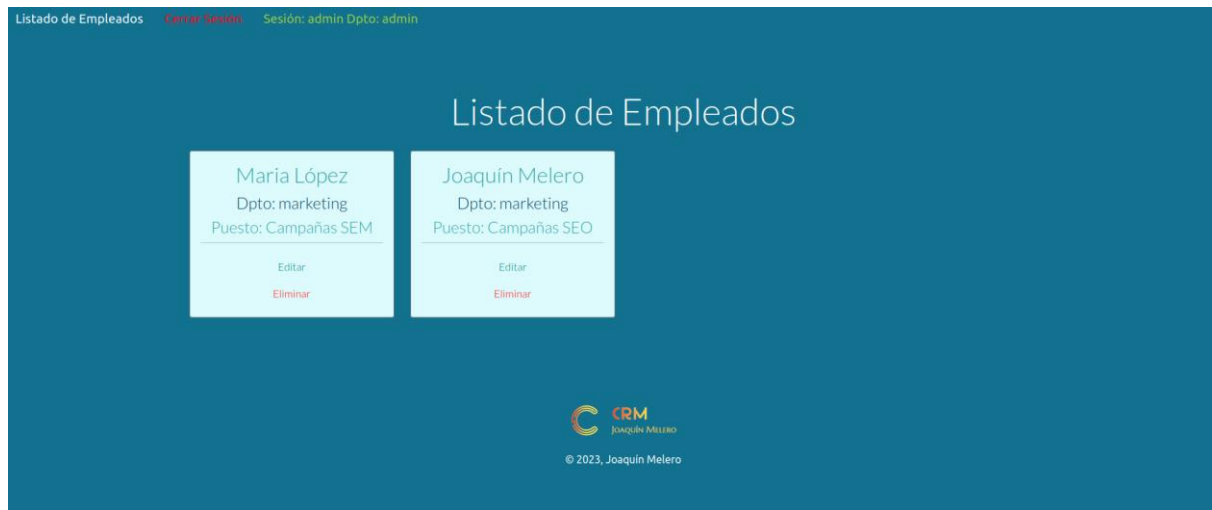 Listado de Empleados Cerrar Sesión Sesión: admin Dpto: admin
Listado de Empleados
Maria López
Dpto: marketing
Puesto: Campañas SEM
Editar
Eliminar
Joaquín Melero
Dpto: marketing
Puesto: Campañas SEO
Editar
Eliminar
CRM
Joaquín Melero
© 2023, Joaquín Melero